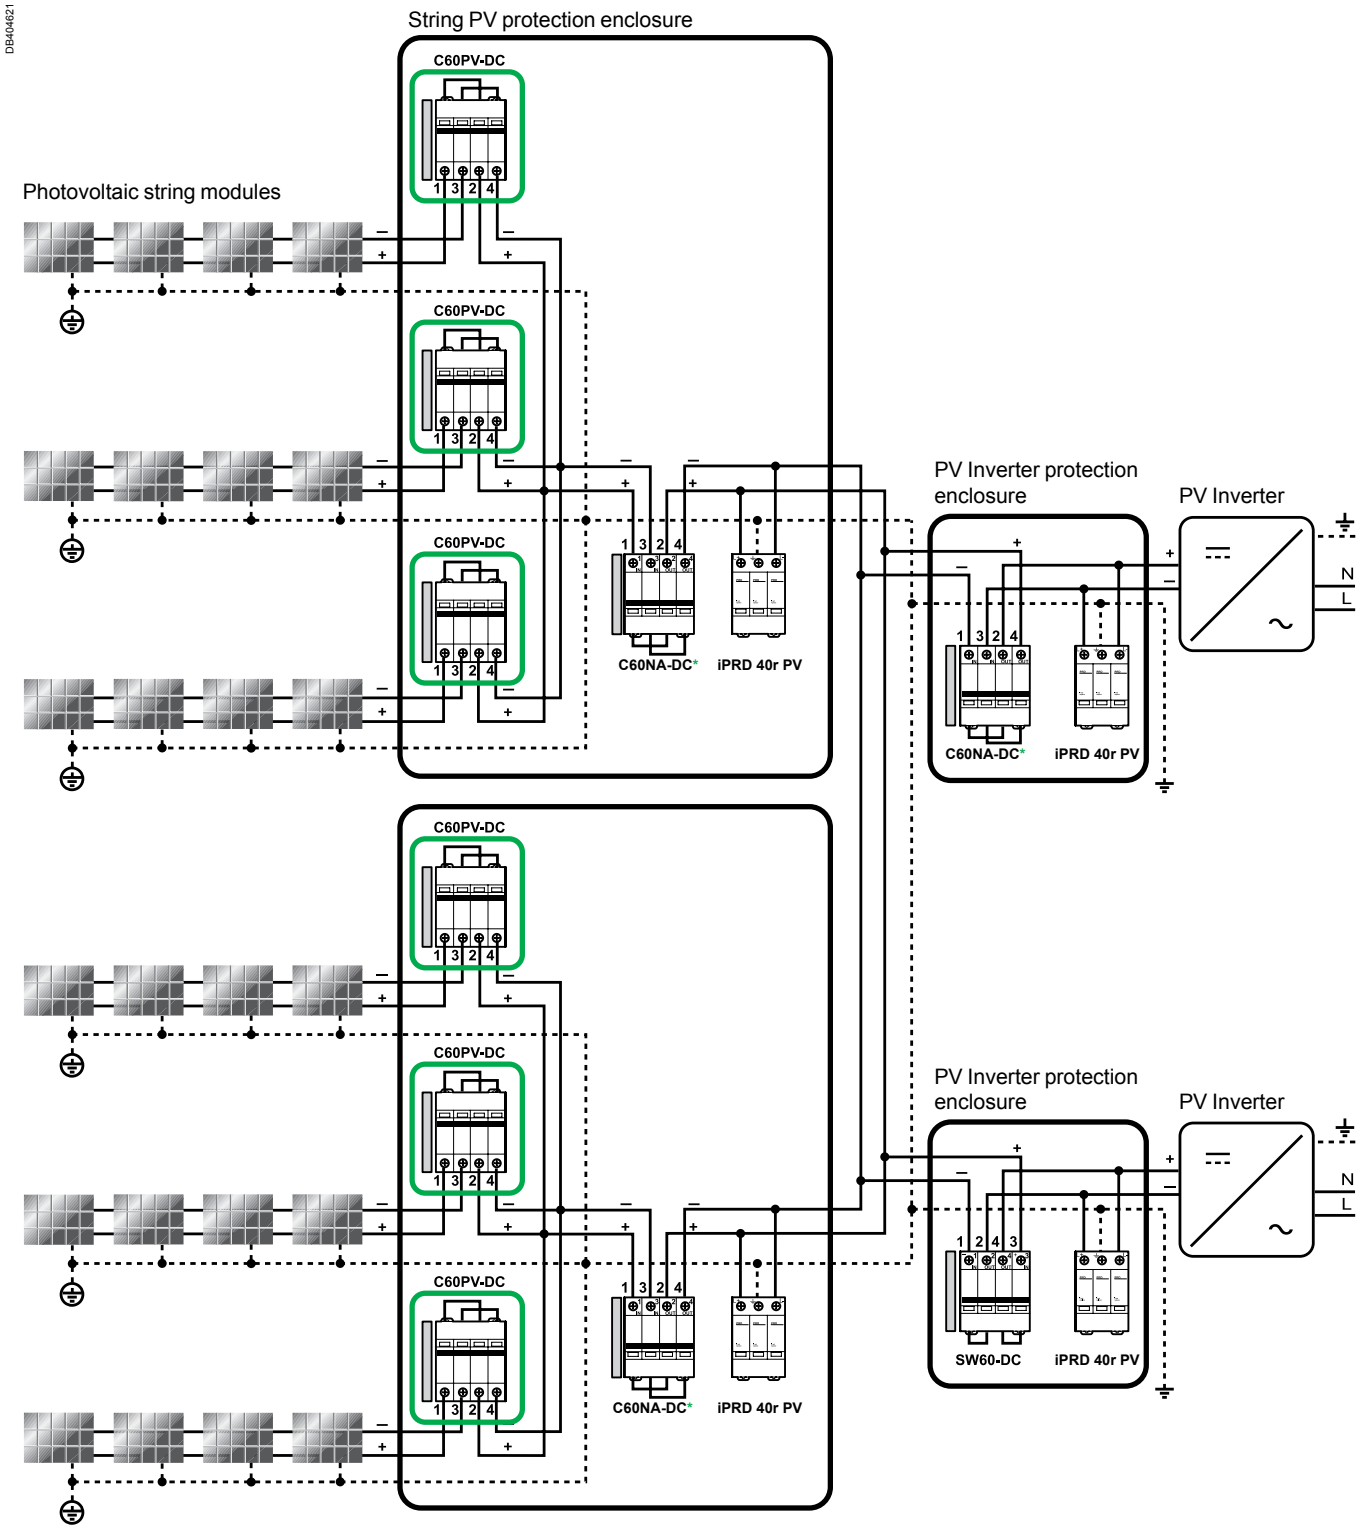 DB404621
String PV protection enclosure
C60PV-DC
1 3 2 4
Photovoltaic string modules
– –
+ +
C60PV-DC
1 3 2 4
– – – –
+ + + +
PV Inverter protection
enclosure
PV Inverter
C60PV-DC
1 3 2 4
C60NA-DC*
iPRD 40r PV
+
–
+
–
N
L
1 3 2 4
C60NA-DC*
iPRD 40r PV
1 3 2 4
– –
+ +
C60PV-DC
1 3 2 4
– –
+ +
C60PV-DC
1 3 2 4
– – – –
+ + + +
PV Inverter protection
enclosure
PV Inverter
+
–
+
–
N
L
1 2 4 3
SW60-DC
iPRD 40r PV
C60PV-DC
1 3 2 4
C60NA-DC*
iPRD 40r PV
1 3 2 4
– –
+ +